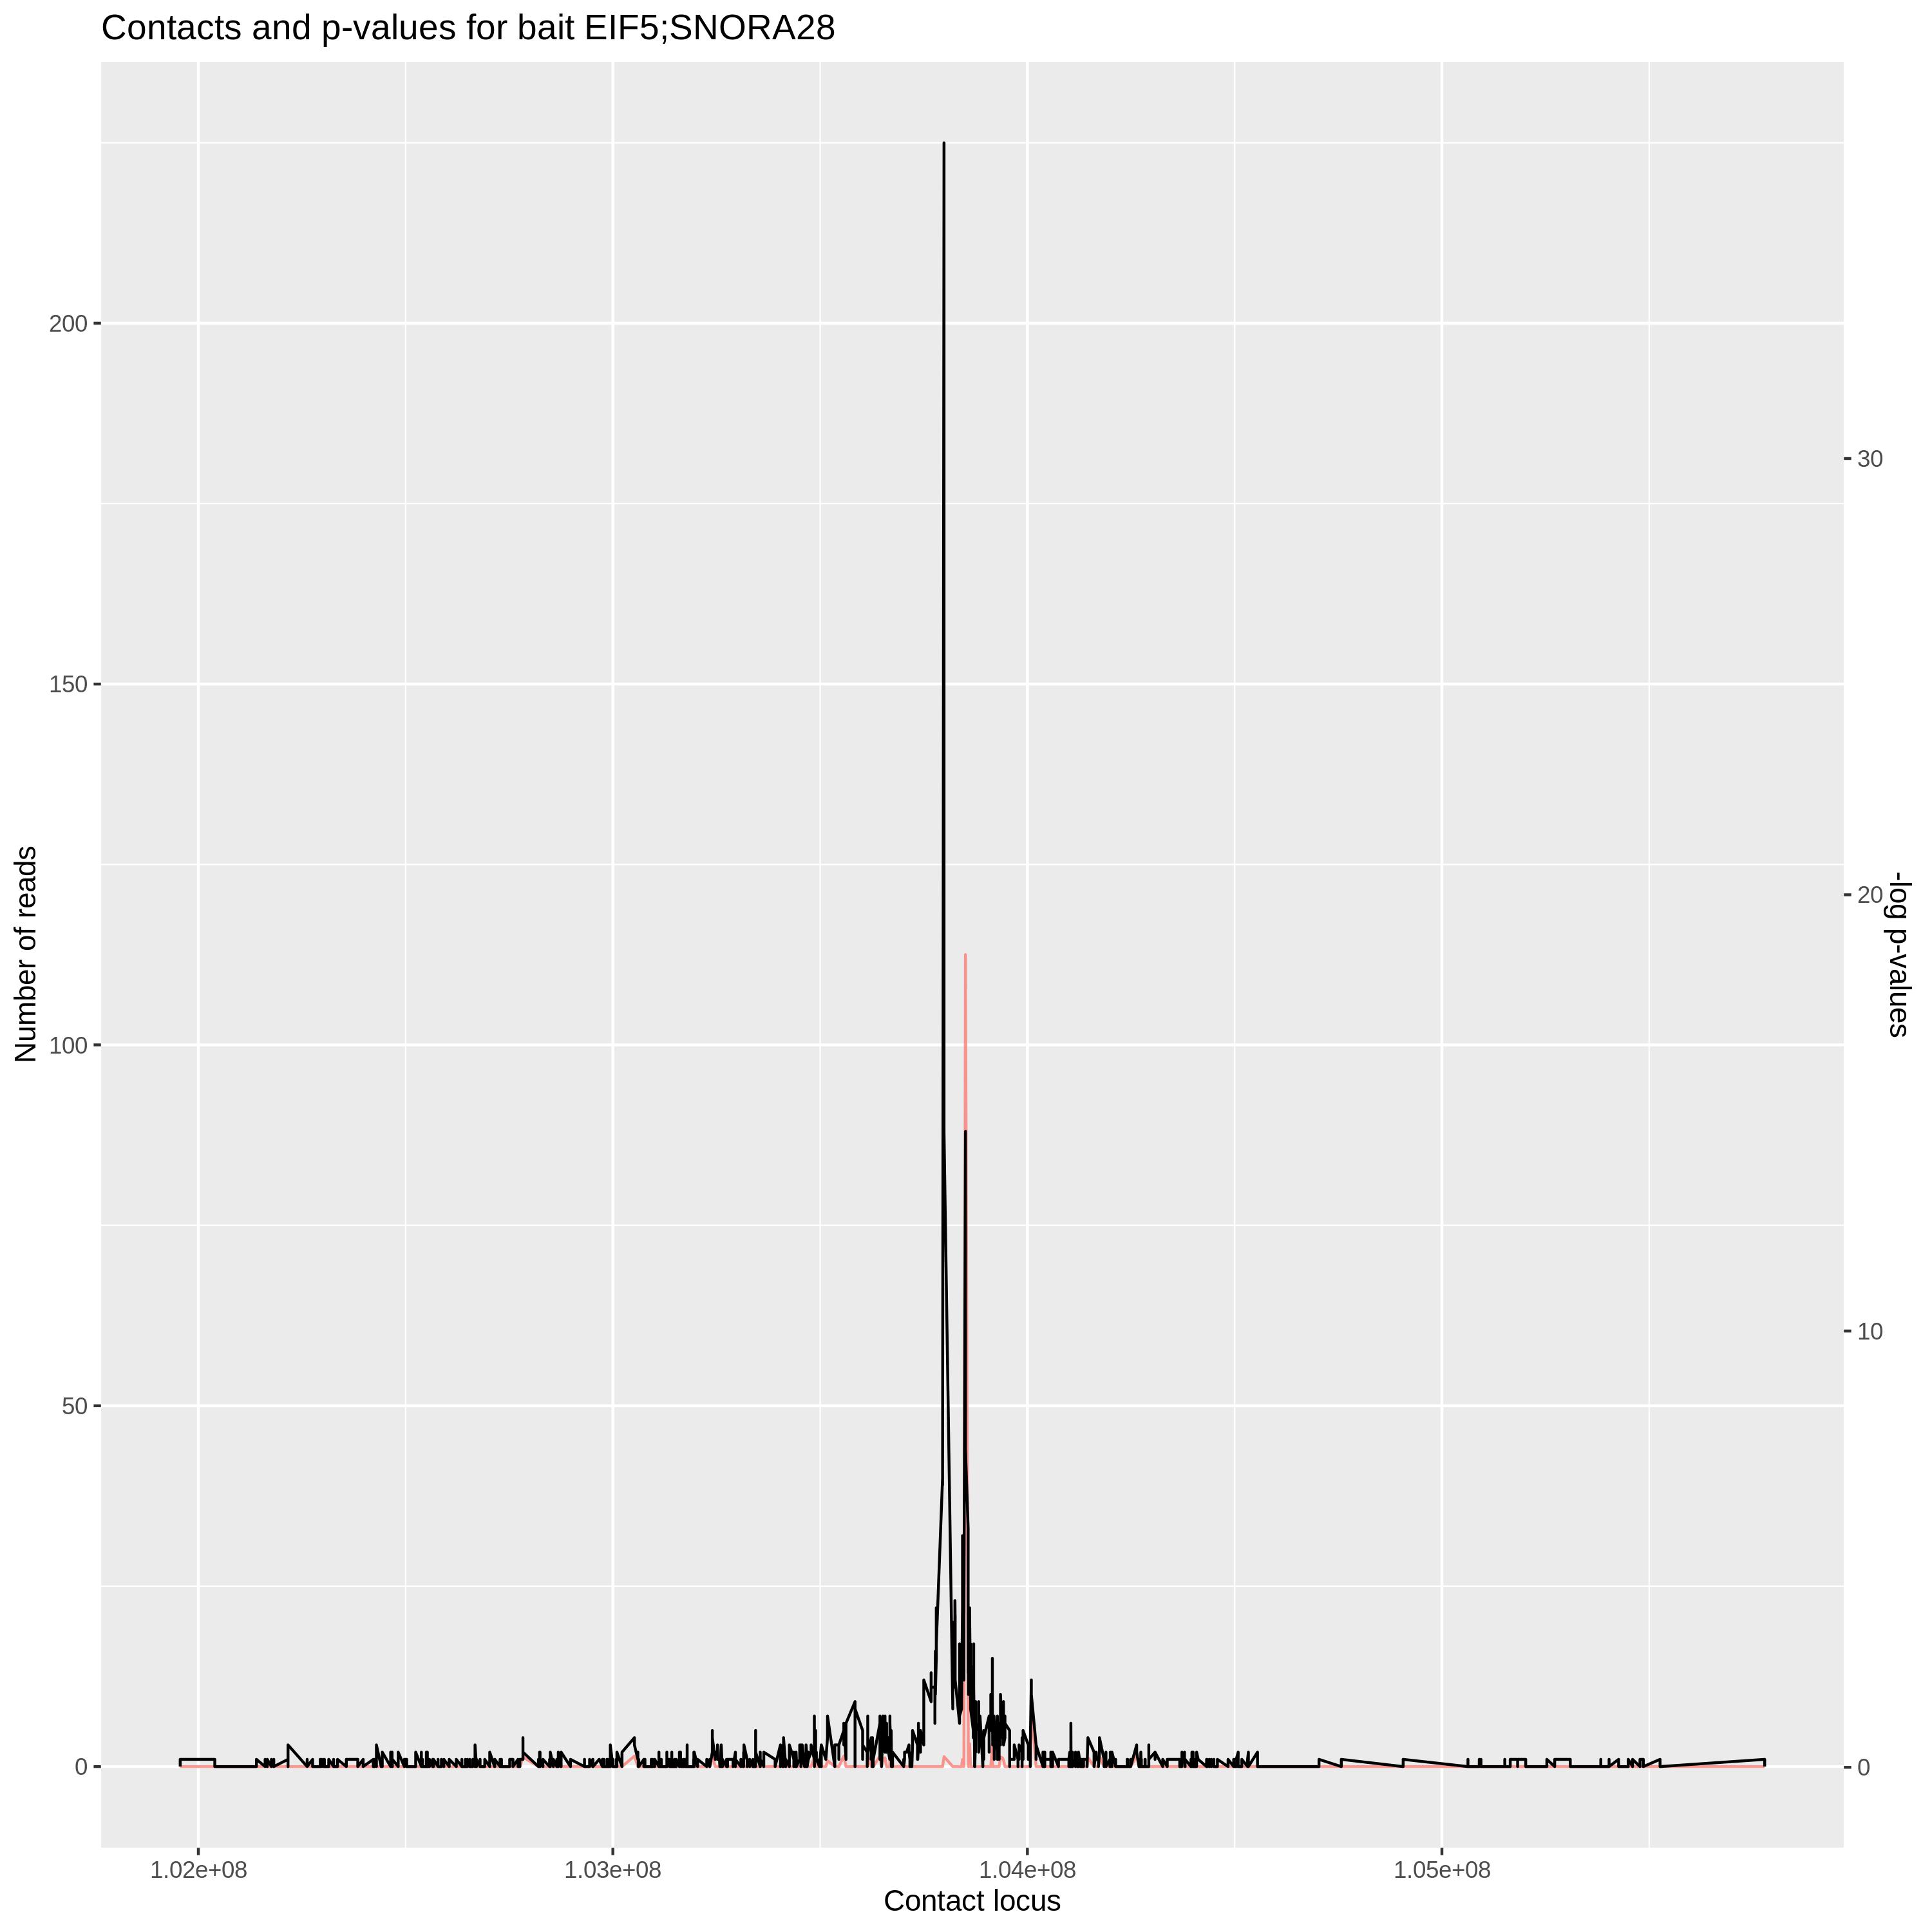 Contacts and p-values for bait EIF5;SNORA28
Number of reads
200
150
100
50
0
30
20
10
0
-log p-values
1.02e+08
1.03e+08
1.04e+08
1.05e+08
Contact locus